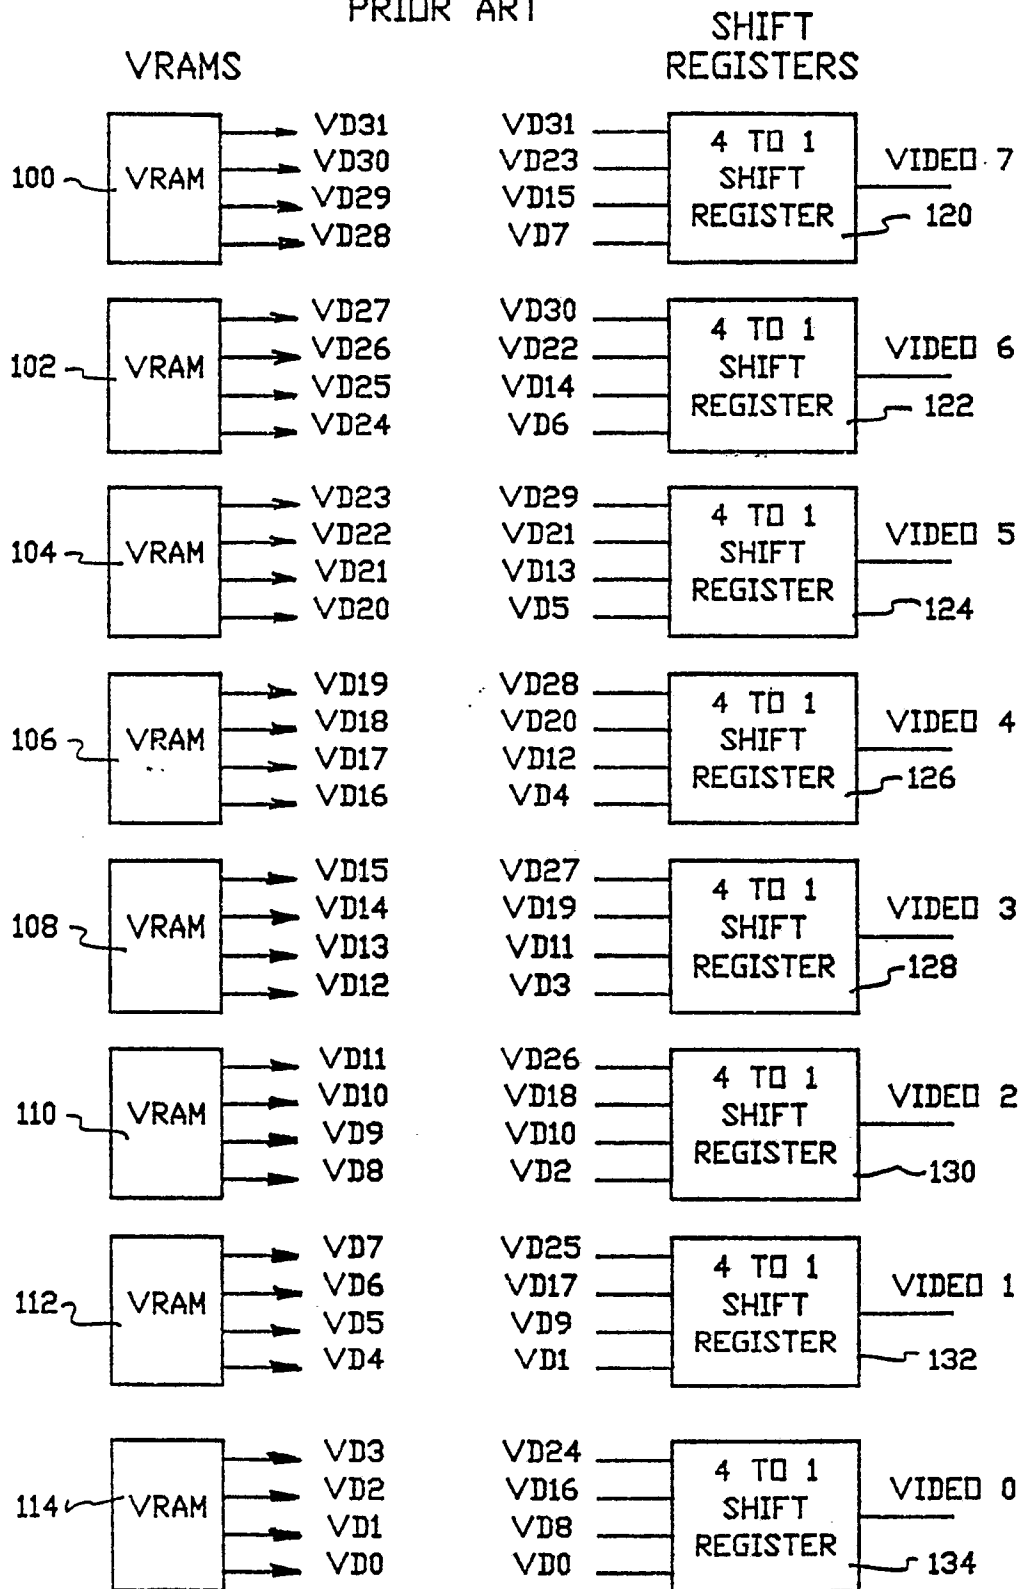 PRIOR ART
VRAMS
SHIFT
REGISTERS
100
VRAM
VD31
VD30
VD29
VD28
VD31
VD23
VD15
VD7
4 TO 1
SHIFT
REGISTER
VIDEO 7
120
102
VRAM
VD27
VD26
VD25
VD24
VD30
VD22
VD14
VD6
4 TO 1
SHIFT
REGISTER
VIDEO 6
122
104
VRAM
VD23
VD22
VD21
VD20
VD29
VD21
VD13
VD5
4 TO 1
SHIFT
REGISTER
VIDEO 5
124
106
VRAM
VD19
VD18
VD17
VD16
VD28
VD20
VD12
VD4
4 TO 1
SHIFT
REGISTER
VIDEO 4
126
108
VRAM
VD15
VD14
VD13
VD12
VD27
VD19
VD11
VD3
4 TO 1
SHIFT
REGISTER
VIDEO 3
128
110
VRAM
VD11
VD10
VD9
VD8
VD26
VD18
VD10
VD2
4 TO 1
SHIFT
REGISTER
VIDEO 2
130
112
VRAM
VD7
VD6
VD5
VD4
VD25
VD17
VD9
VD1
4 TO 1
SHIFT
REGISTER
VIDEO 1
132
114
VRAM
VD3
VD2
VD1
VD0
VD24
VD16
VD8
VD0
4 TO 1
SHIFT
REGISTER
VIDEO 0
134